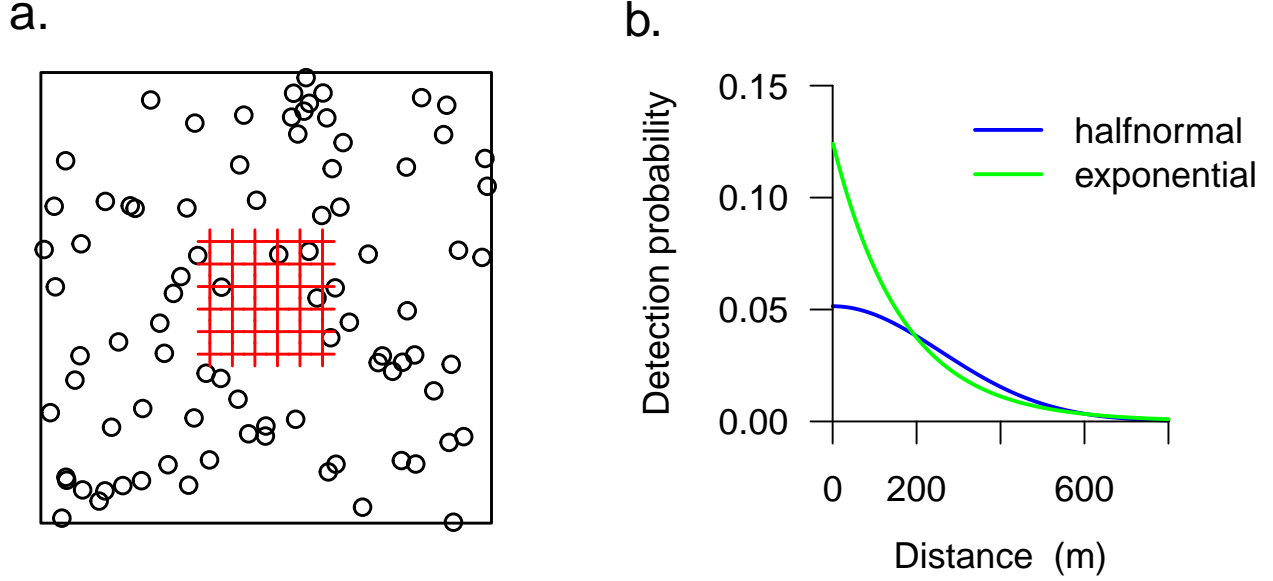 a.
b.
Detection probability
0.15
0.10
0.05
0.00
halfnormal
exponential
0 200 600
Distance (m)